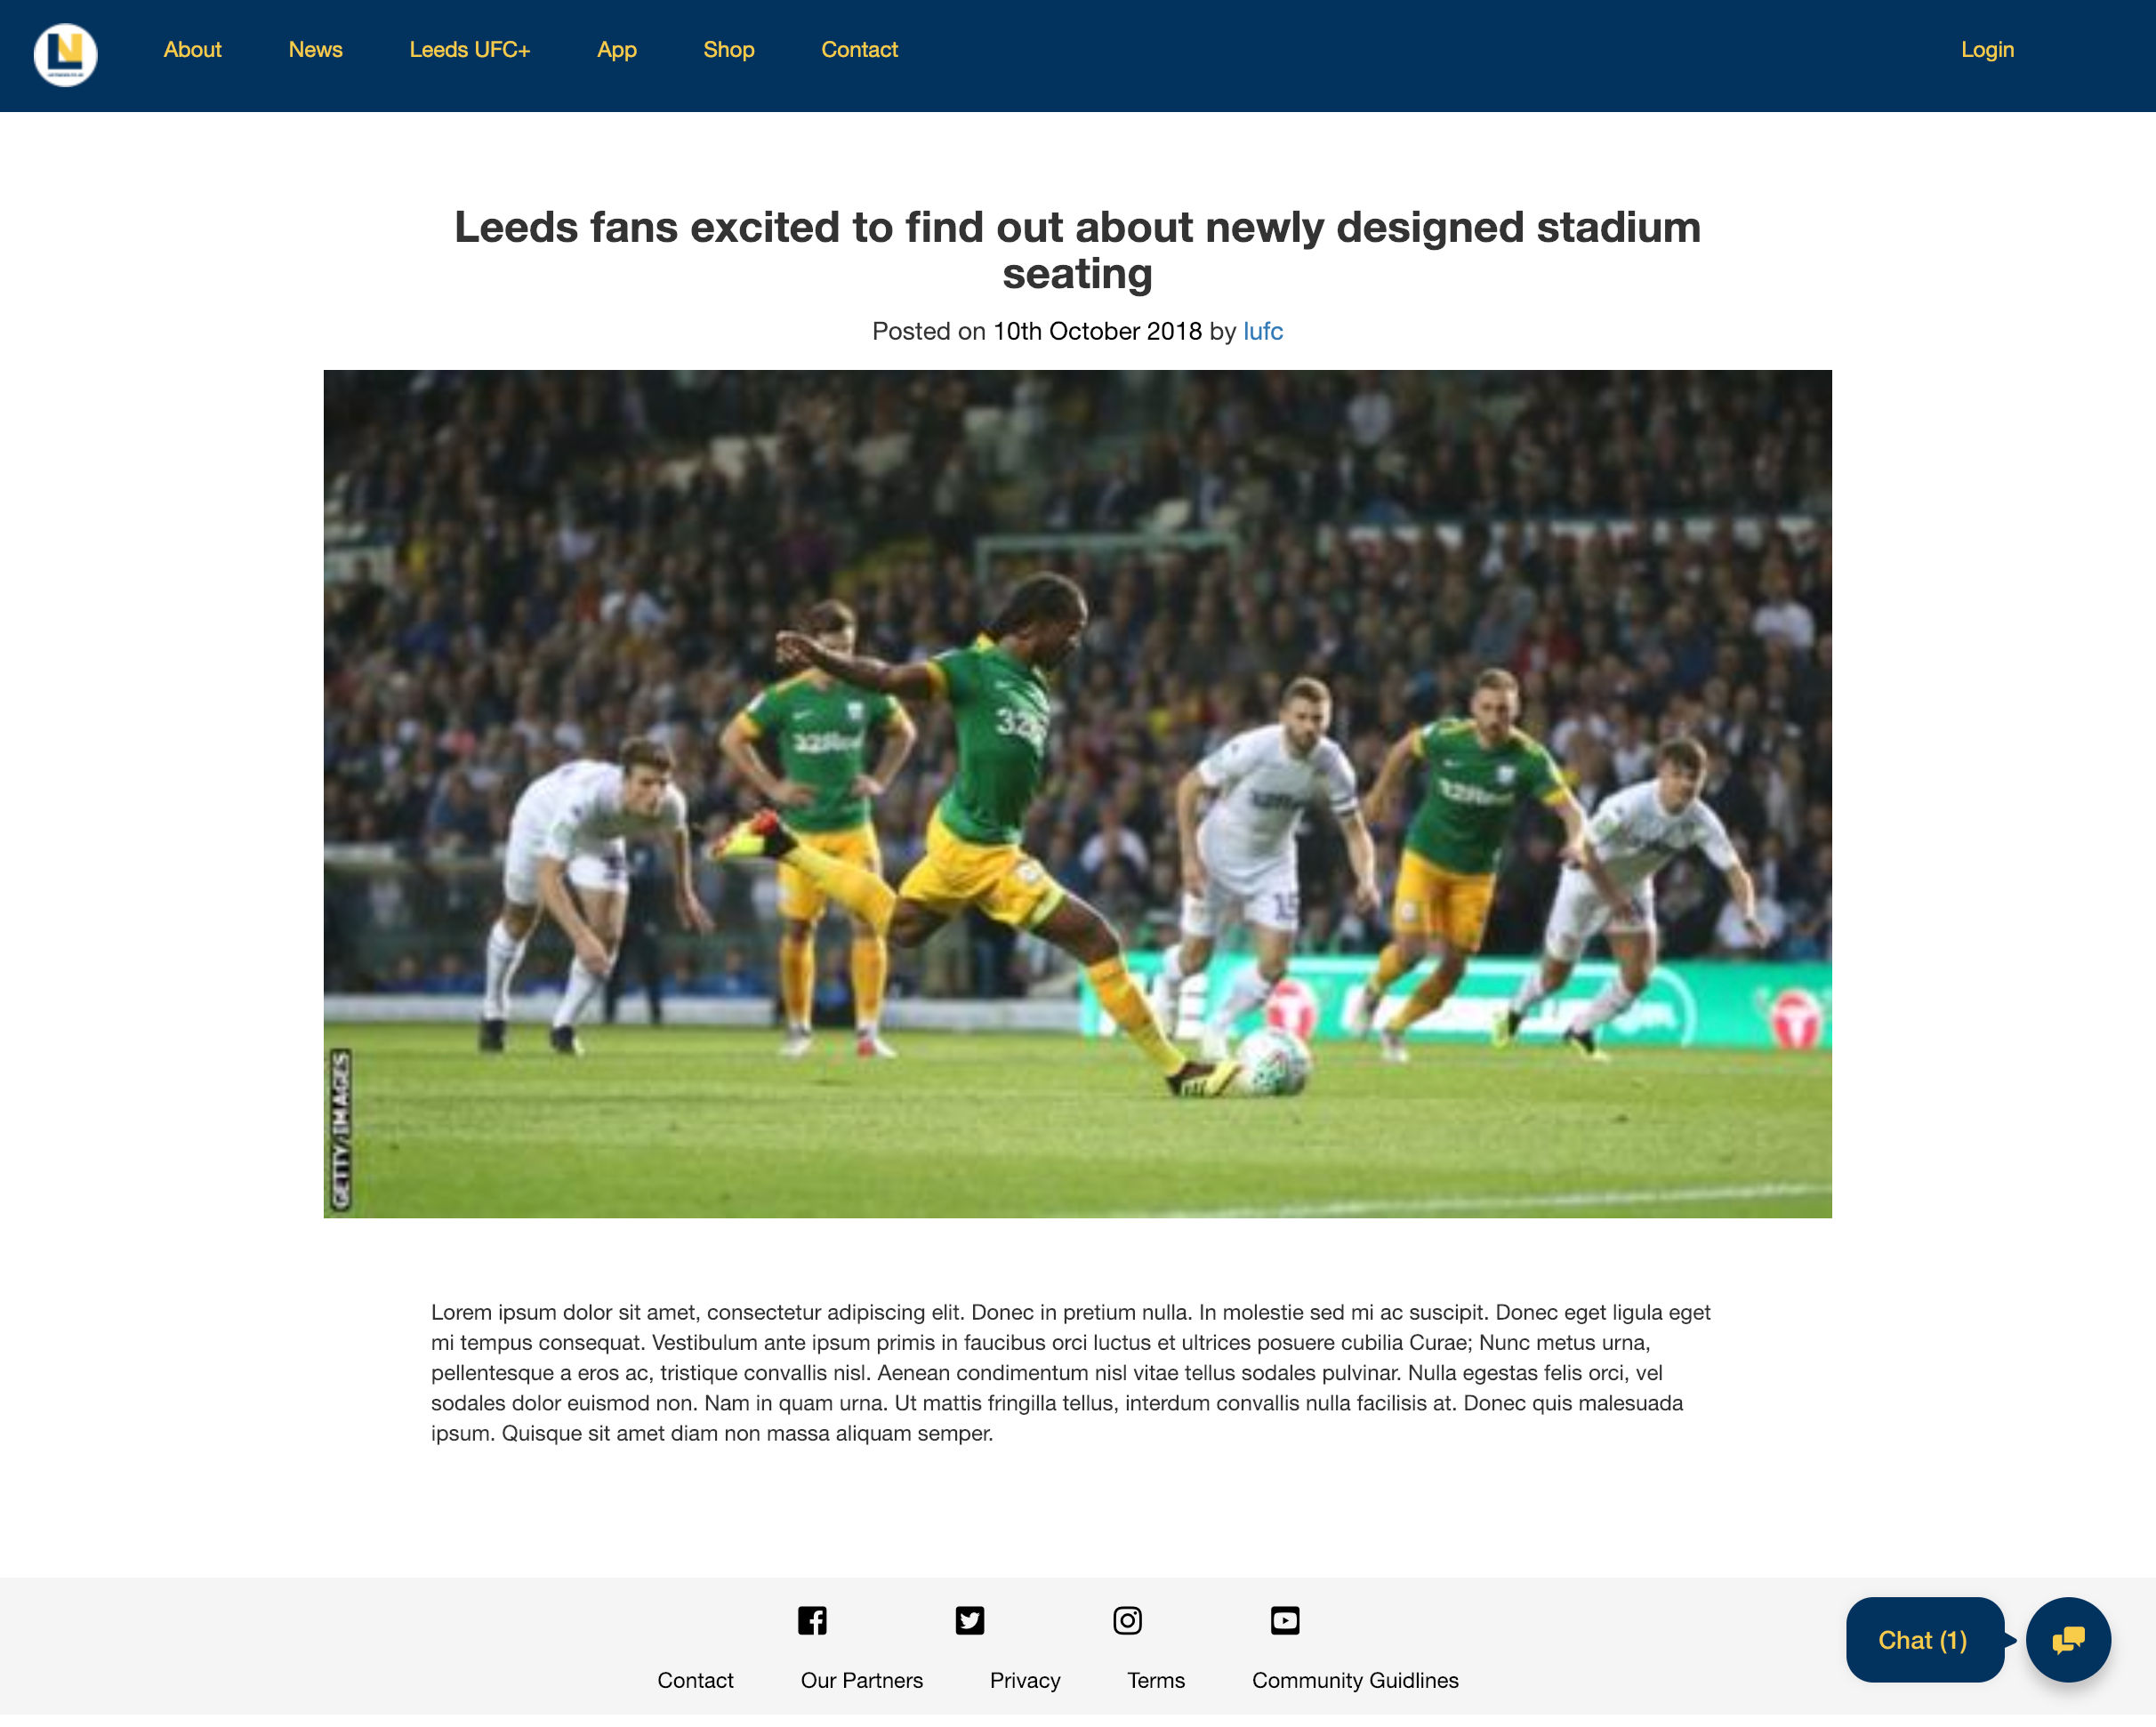 About News Leeds UFC+ App Shop Contact Login
Leeds fans excited to find out about newly designed stadium
seating
Posted on 10th October 2018 by lufc
32Red
15
GETTY IMAGES
Lorem ipsum dolor sit amet, consectetur adipiscing elit. Donec in pretium nulla. In molestie sed mi ac suscipit. Donec eget ligula eget
mi tempus consequat. Vestibulum ante ipsum primis in faucibus orci luctus et ultrices posuere cubilia Curae; Nunc metus urna,
pellentesque a eros ac, tristique convallis nisl. Aenean condimentum nisl vitae tellus sodales pulvinar. Nulla egestas felis orci, vel
sodales dolor euismod non. Nam in quam urna. Ut mattis fringilla tellus, interdum convallis nulla facilisis at. Donec quis malesuada
ipsum. Quisque sit amet diam non massa aliquam semper.
Chat (1)
Contact Our Partners Privacy Terms Community Guidlines